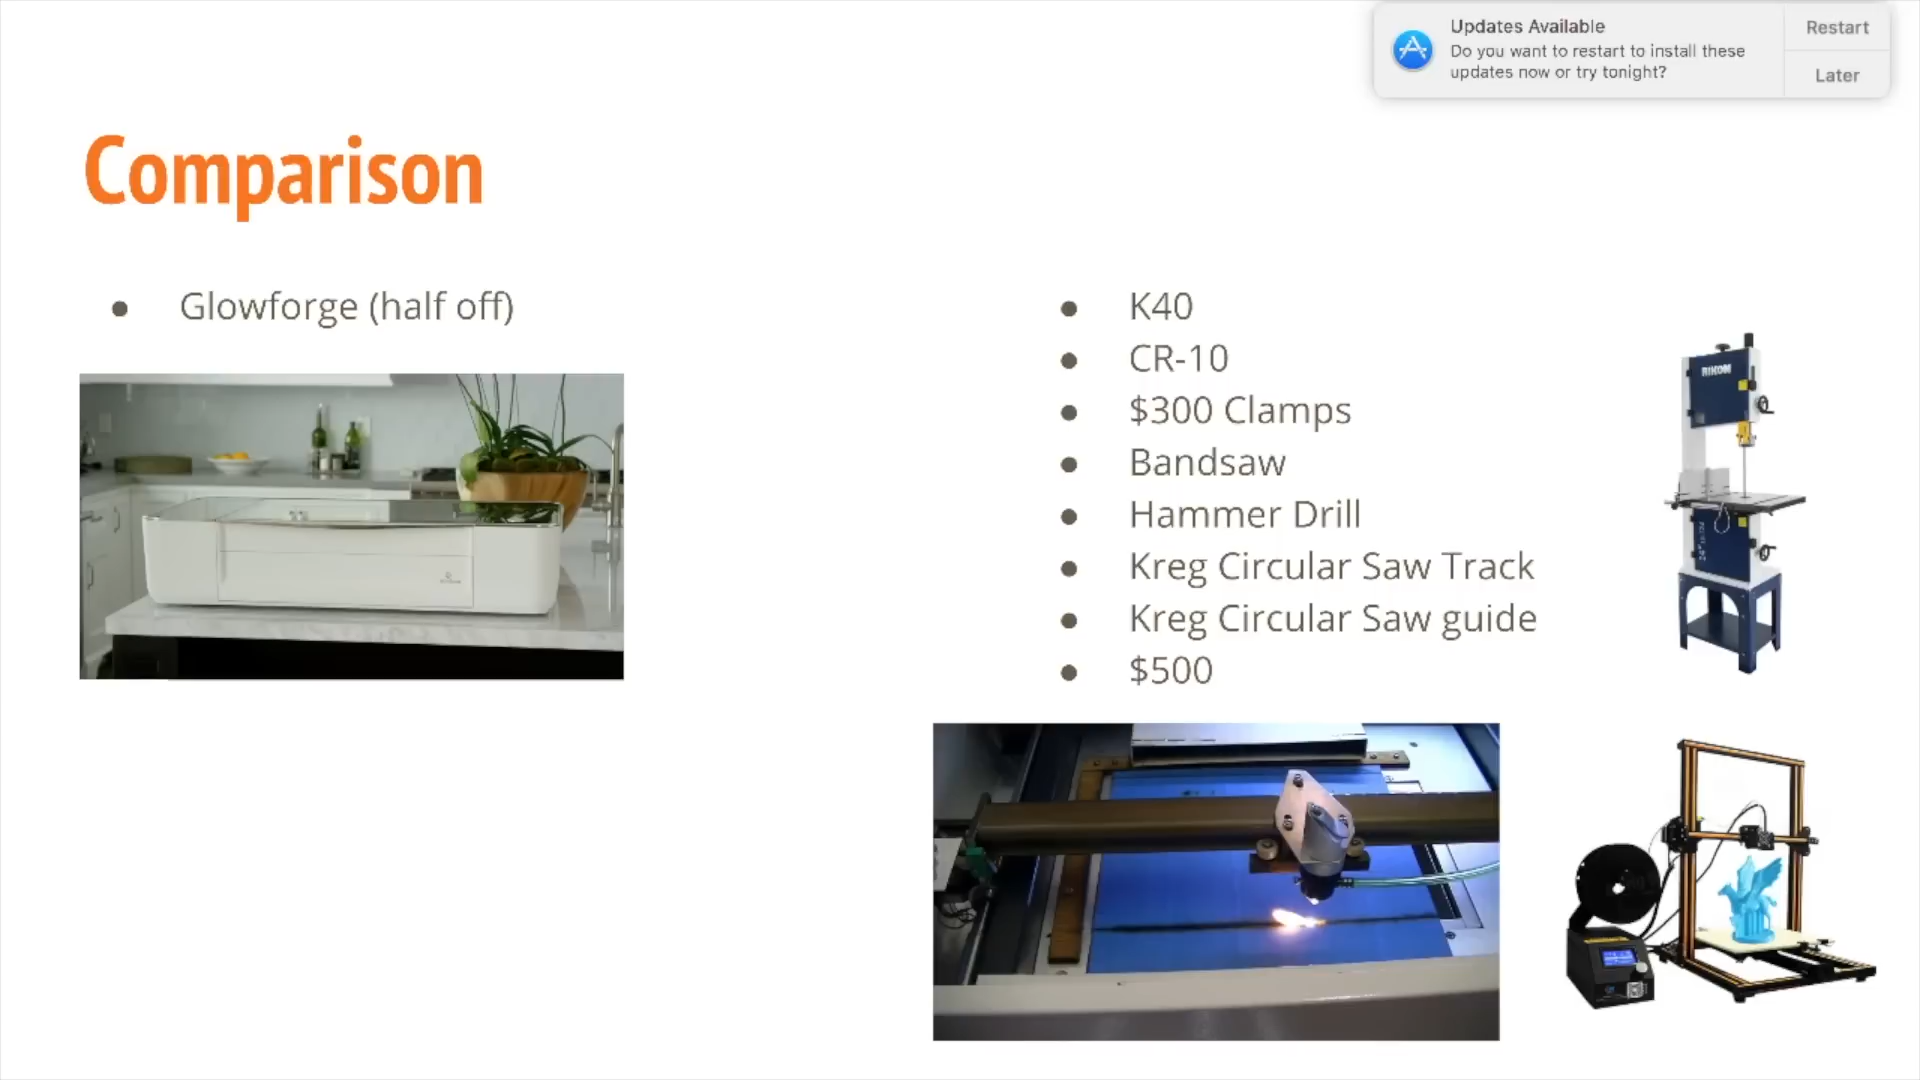 Updates Available
Do you want to restart to install these
updates now or try tonight?
Restart
Later
Comparison
Glowforge (half off)
K40
CR-10
$300 Clamps
Bandsaw
Hammer Drill
Kreg Circular Saw Track
Kreg Circular Saw guide
$500
RIKON